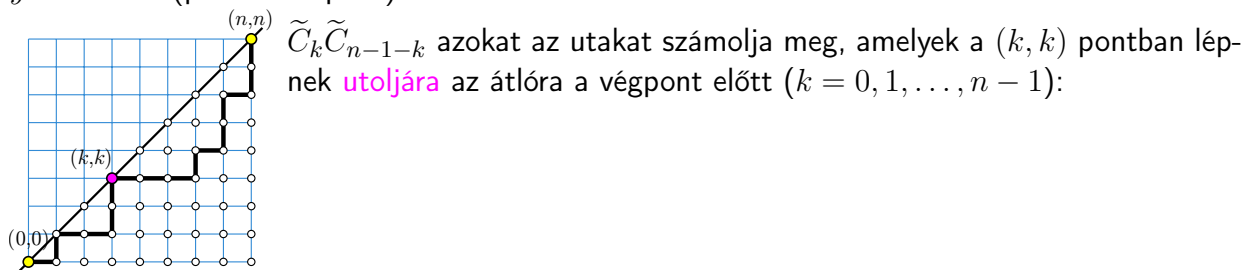 (n,n)
C̃ₖC̃ₙ₋₁₋ₖ azokat az utakat számolja meg, amelyek a (k, k) pontban lép-
nek utoljára az átlóra a végpont előtt (k = 0, 1, . . . , n − 1):
(k,k)
(0,0)